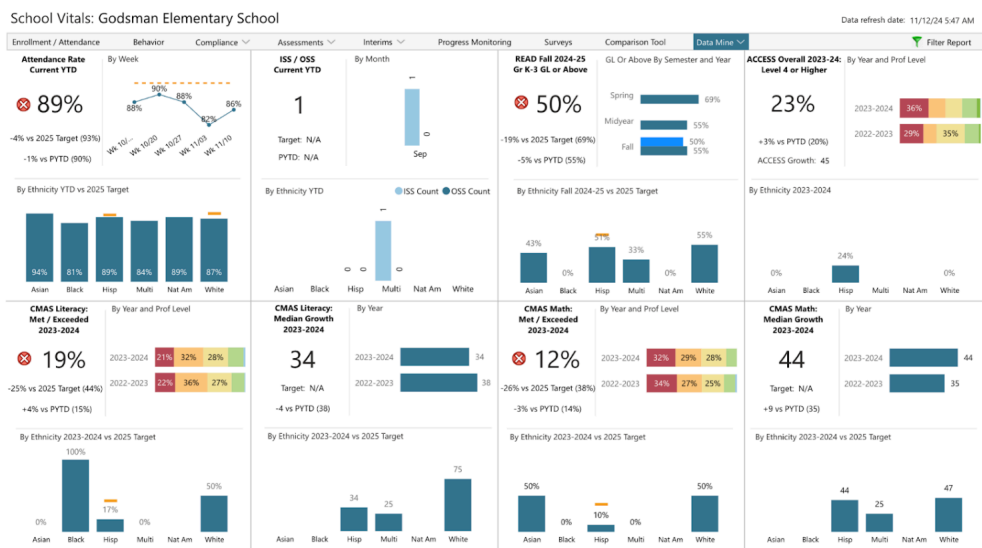 School Vitals: Godsman Elementary School
Data refresh date: 11/12/24 5:47 AM
Enrollment / Attendance Behavior Compliance Assessments Interims Progress Monitoring Surveys Comparison Tool Data Mine Filter Report
Attendance Rate
Current YTD
By Week
89%
88%
90%
88%
82%
86%
Wk 10/...
Wk 10/20
Wk 10/27
Wk 11/03
Wk 11/10
-4% vs 2025 Target (93%)
-1% vs PYTD (90%)
By Ethnicity YTD vs 2025 Target
94% 81% 89% 84% 89% 87%
Asian Black Hisp Multi Nat Am White
ISS / OSS
Current YTD
By Month
1
1
0
Sep
Target: N/A
PYTD: N/A
By Ethnicity YTD
ISS Count OSS Count
0 0 1 0
Asian Black Hisp Multi Nat Am White
READ Fall 2024-25
Gr K-3 GL or Above
GL Or Above By Semester and Year
50%
Spring 69%
Midyear 55%
Fall 50%
55%
-19% vs 2025 Target (69%)
-5% vs PYTD (55%)
By Ethnicity Fall 2024-25 vs 2025 Target
43% 0% 51% 33% 0% 55%
Asian Black Hisp Multi Nat Am White
ACCESS Overall 2023-24:
Level 4 or Higher
By Year and Prof Level
23%
2023-2024 36%
2022-2023 29% 35%
+3% vs PYTD (20%)
ACCESS Growth: 45
By Ethnicity 2023-2024
0% 24% 0%
Asian Black Hisp Multi Nat Am White
CMAS Literacy:
Met / Exceeded
2023-2024
By Year and Prof Level
19%
2023-2024 21% 32% 28%
2022-2023 22% 36% 27%
-25% vs 2025 Target (44%)
+4% vs PYTD (15%)
By Ethnicity 2023-2024 vs 2025 Target
0% 100% 17% 0% 50%
Asian Black Hisp Multi Nat Am White
CMAS Literacy:
Median Growth
2023-2024
By Year
34
2023-2024 34
2022-2023 38
Target: N/A
-4 vs PYTD (38)
By Ethnicity 2023-2024 vs 2025 Target
34 25 75
Asian Black Hisp Multi Nat Am White
CMAS Math:
Met / Exceeded
2023-2024
By Year and Prof Level
12%
2023-2024 32% 29% 28%
2022-2023 34% 27% 25%
-26% vs 2025 Target (38%)
-3% vs PYTD (14%)
By Ethnicity 2023-2024 vs 2025 Target
50% 0% 10% 0% 50%
Asian Black Hisp Multi Nat Am White
CMAS Math:
Median Growth
2023-2024
By Year
44
2023-2024 44
2022-2023 35
Target: N/A
+9 vs PYTD (35)
By Ethnicity 2023-2024 vs 2025 Target
44 25 47
Asian Black Hisp Multi Nat Am White